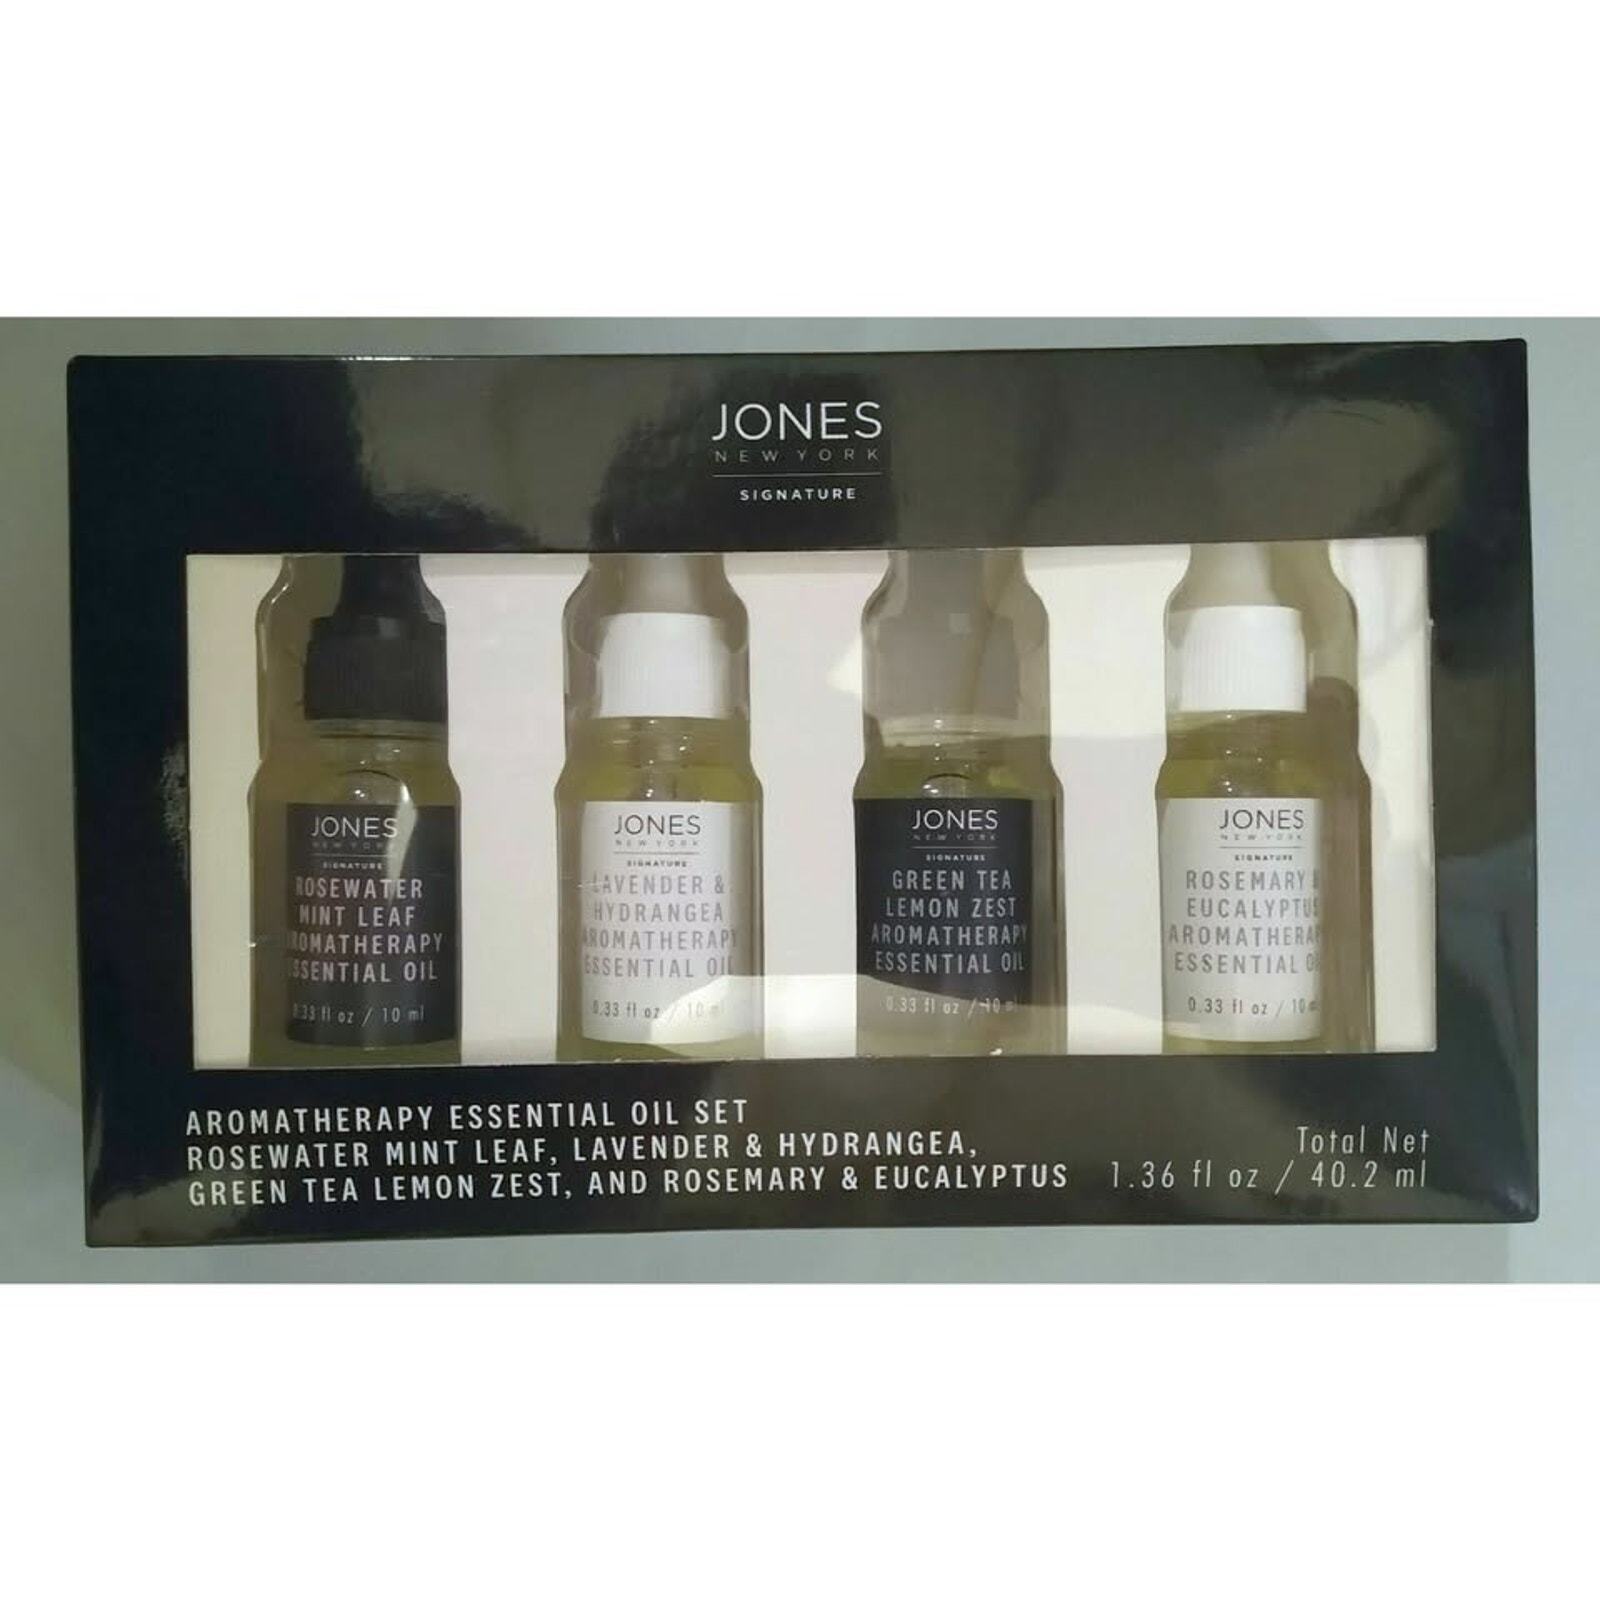 JONES
NEW YORK
SIGNATURE
JONES
NEW YORK
SIGNATURE
ROSEWATER
MINT LEAF
AROMATHERAPY
ESSENTIAL OIL
0.33 fl oz / 10 ml
JONES
NEW YORK
SIGNATURE
LAVENDER &
HYDRANGEA
AROMATHERAPY
ESSENTIAL OIL
0.33 fl oz / 10 ml
JONES
NEW YORK
SIGNATURE
GREEN TEA
LEMON ZEST
AROMATHERAPY
ESSENTIAL OIL
0.33 fl oz / 10 ml
JONES
NEW YORK
SIGNATURE
ROSEMARY &
EUCALYPTUS
AROMATHERAP
ESSENTIAL O
0.33 fl oz / 10 m
AROMATHERAPY ESSENTIAL OIL SET
ROSEWATER MINT LEAF, LAVENDER & HYDRANGEA,
GREEN TEA LEMON ZEST, AND ROSEMARY & EUCALYPTUS
Total Net
1.36 fl oz / 40.2 ml